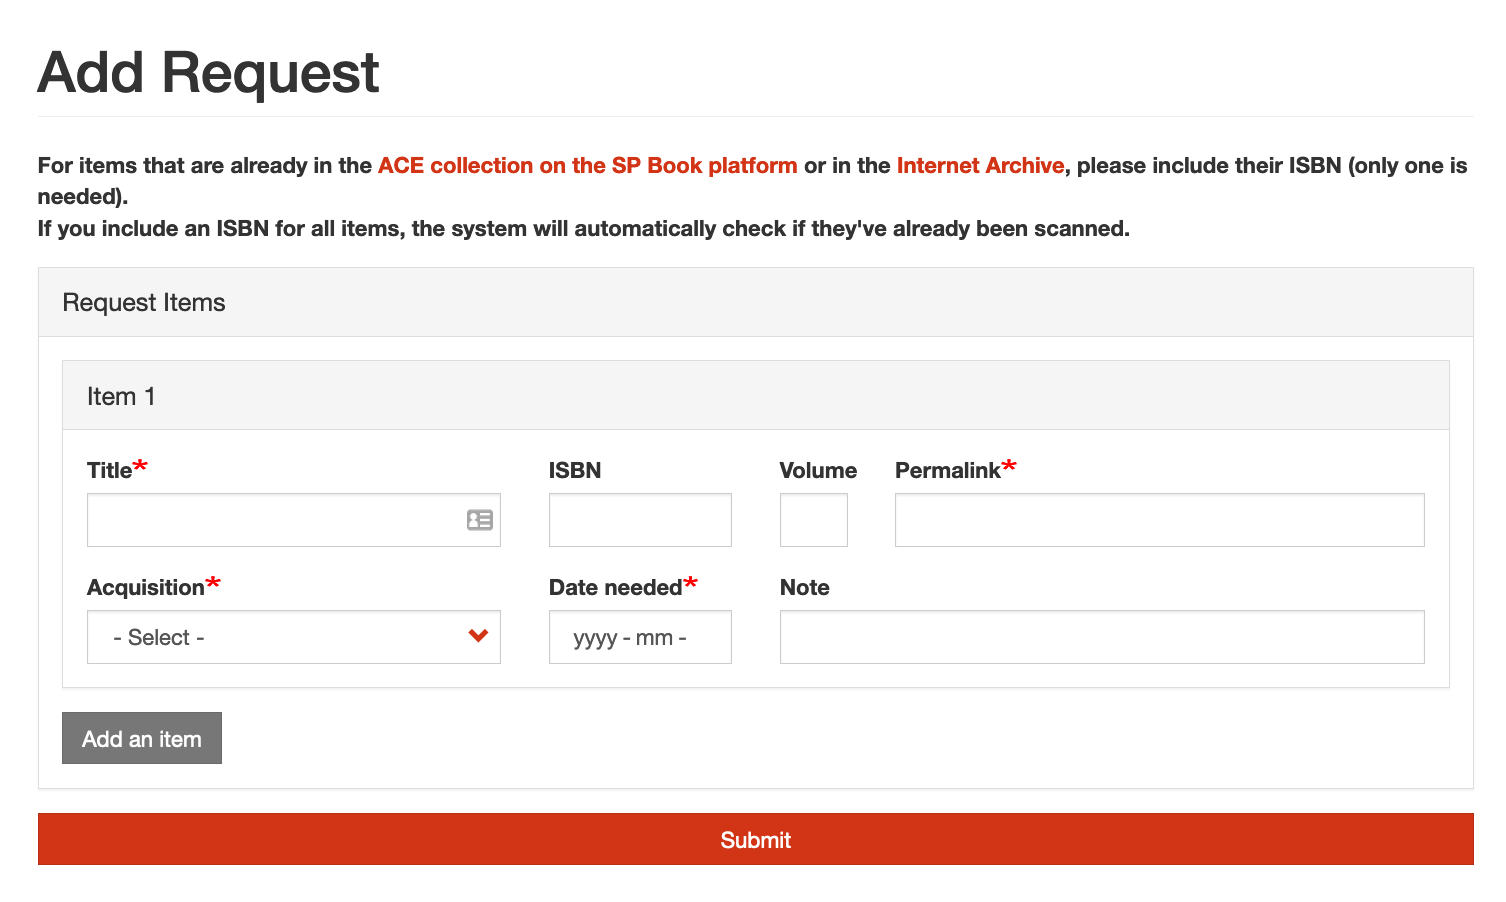 Add Request
For items that are already in the ACE collection on the SP Book platform or in the Internet Archive, please include their ISBN (only one is
needed).
If you include an ISBN for all items, the system will automatically check if they've already been scanned.
Request Items
Item 1
Title* ISBN Volume Permalink*
Acquisition* Date needed* Note
- Select - yyyy - mm -
Add an item
Submit